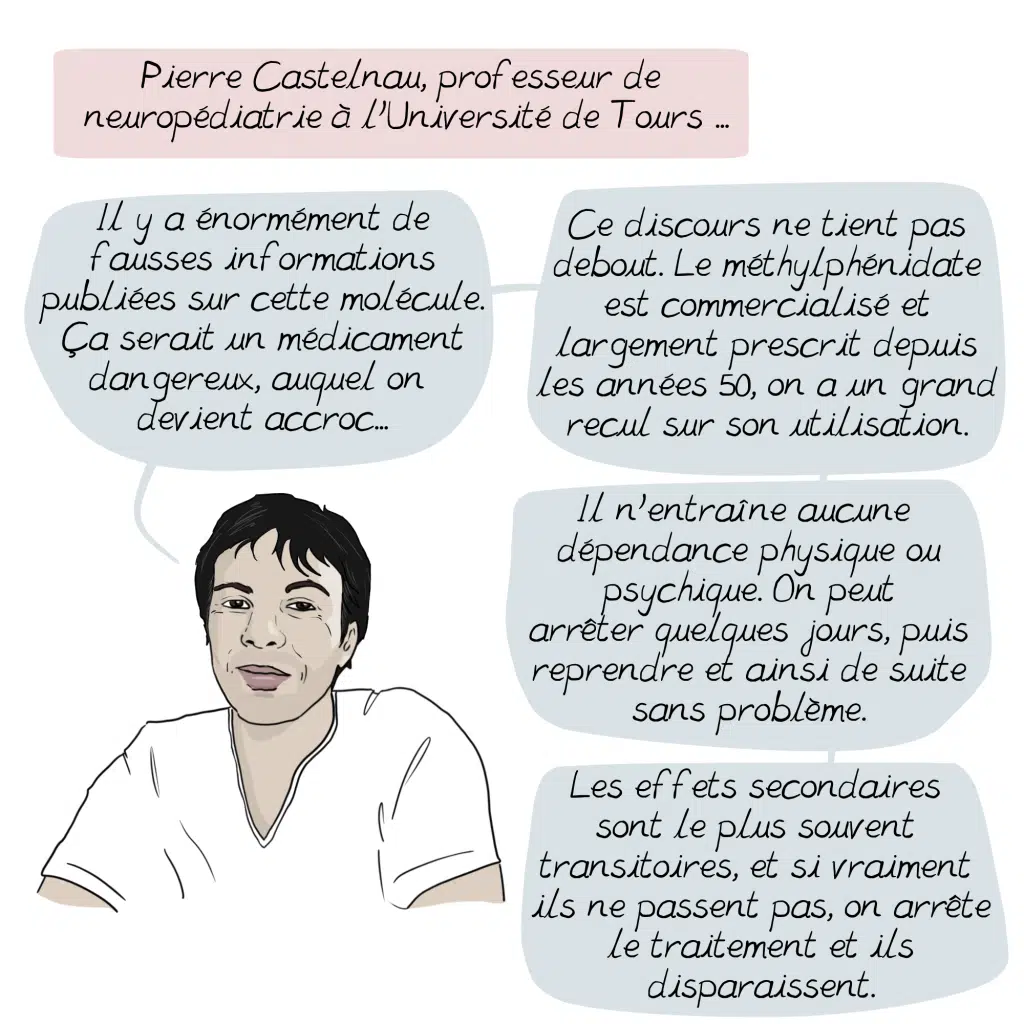 Pierre Castelnau, professeur de
neuropédiatrie à l'Université de Tours ...
Il y a énormément de
fausses informations
publiées sur cette molécule.
Ça serait un médicament
dangereux, auquel on
devient accroc...
Ce discours ne tient pas
debout. Le méthylphénidate
est commercialisé et
largement prescrit depuis
les années 50, on a un grand
recul sur son utilisation.
Il n'entraîne aucune
dépendance physique ou
psychique. On peut
arrêter quelques jours, puis
reprendre et ainsi de suite
sans problème.
Les effets secondaires
sont le plus souvent
transitoires, et si vraiment
ils ne passent pas, on arrête
le traitement et ils
disparaissent.